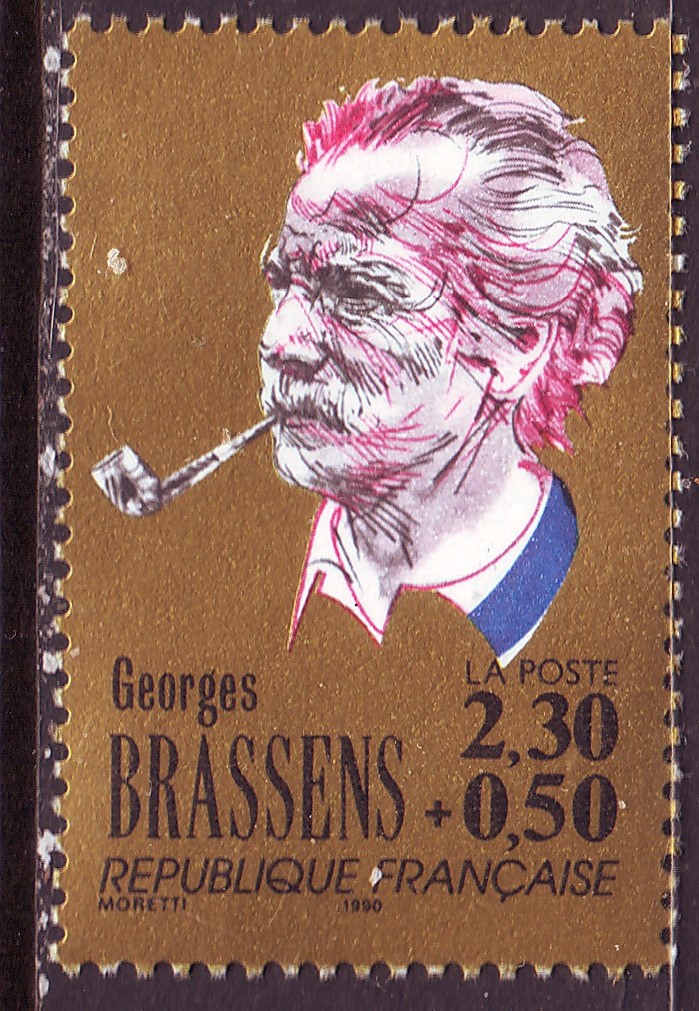 Georges
BRASSENS
LA POSTE
2,30
+0,50
REPUBLIQUE FRANÇAISE
MORETTI 1990